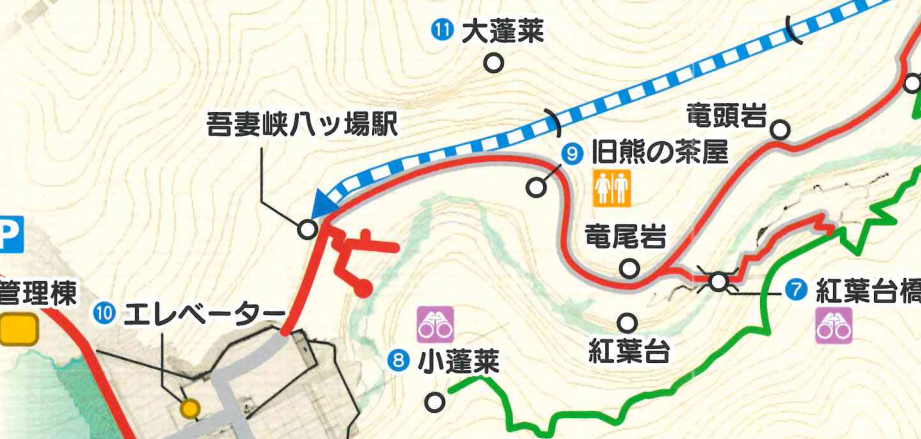 ⑪ 大蓬莱
吾妻峡八ッ場駅
竜頭岩
⑨ 旧熊の茶屋
P
竜尾岩
管理棟
⑩ エレベーター
⑦ 紅葉台橋
紅葉台
⑧ 小蓬莱